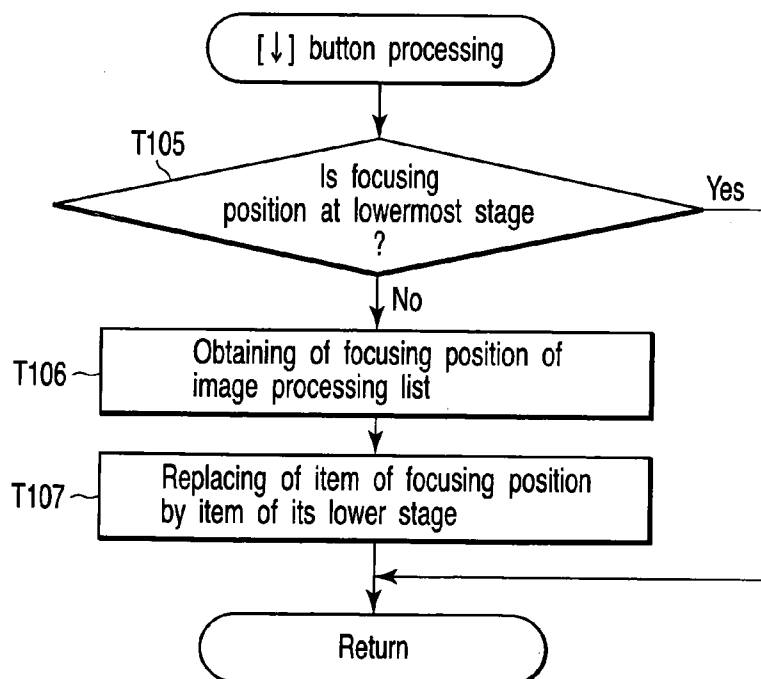 [↓] button processing
T105
Is focusing
position at lowermost stage
?
Yes
No
T106
Obtaining of focusing position of
image processing list
T107
Replacing of item of focusing position
by item of its lower stage
Return